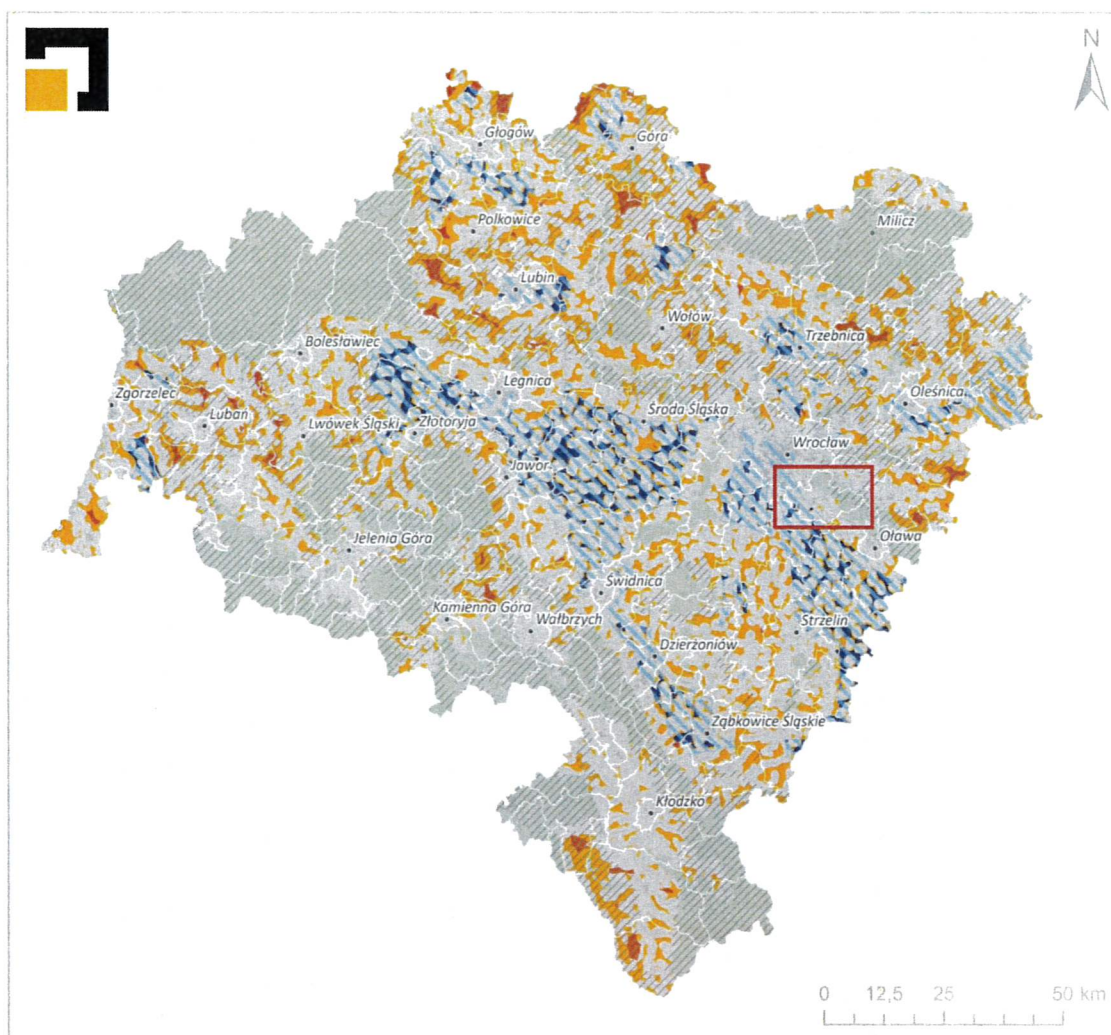 N
Głogów
Góra
Milicz
Polkowice
Lubin
Wołów
Trzebnica
Bolesławiec
Legnica
Zgorzelec
Oleśnica
Lubań
Lwówek Śląski
Złotoryja
Środa Śląska
Wrocław
Jawor
Oława
Jelenia Góra
Świdnica
Kamienna Góra
Wałbrzych
Strzelin
Dzierżoniów
Ząbkowice Śląskie
Kłodzko
0 12,5 25 50 km